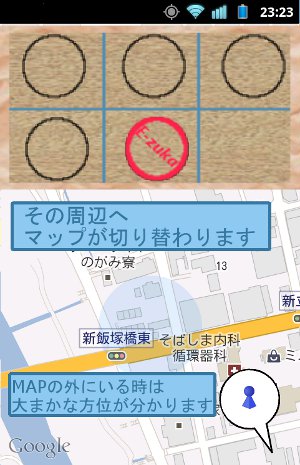 23:23
E-zuka
その周辺へ
マップが切り替わります
のがみ寮
13
新飯塚橋東
新立
そばしま内科
循環器科
ミ
MAPの外にいる時は
大まかな方位が分かります
Google